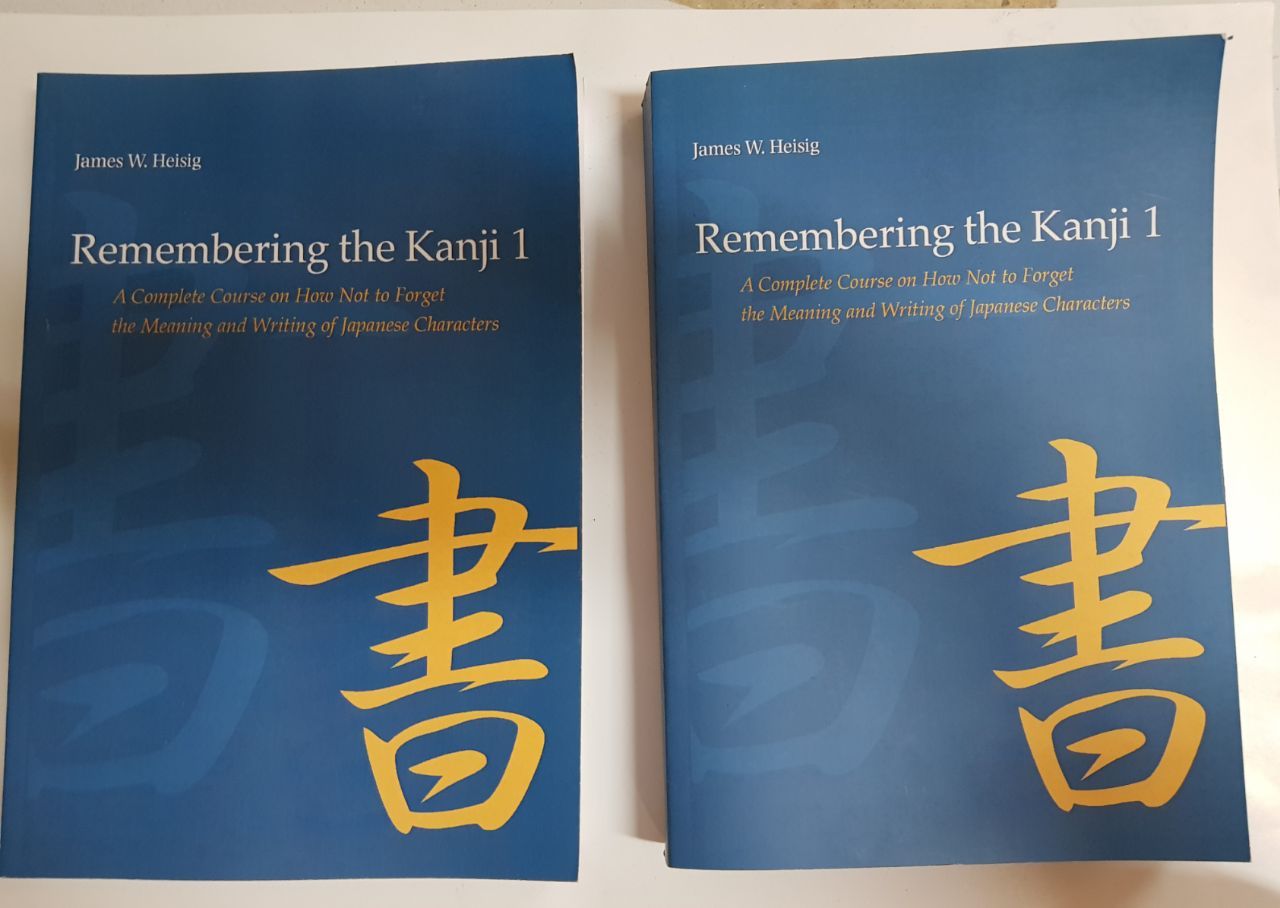 James W. Heisig
Remembering the Kanji 1
A Complete Course on How Not to Forget
the Meaning and Writing of Japanese Characters
書
James W. Heisig
Remembering the Kanji 1
A Complete Course on How Not to Forget
the Meaning and Writing of Japanese Characters
書